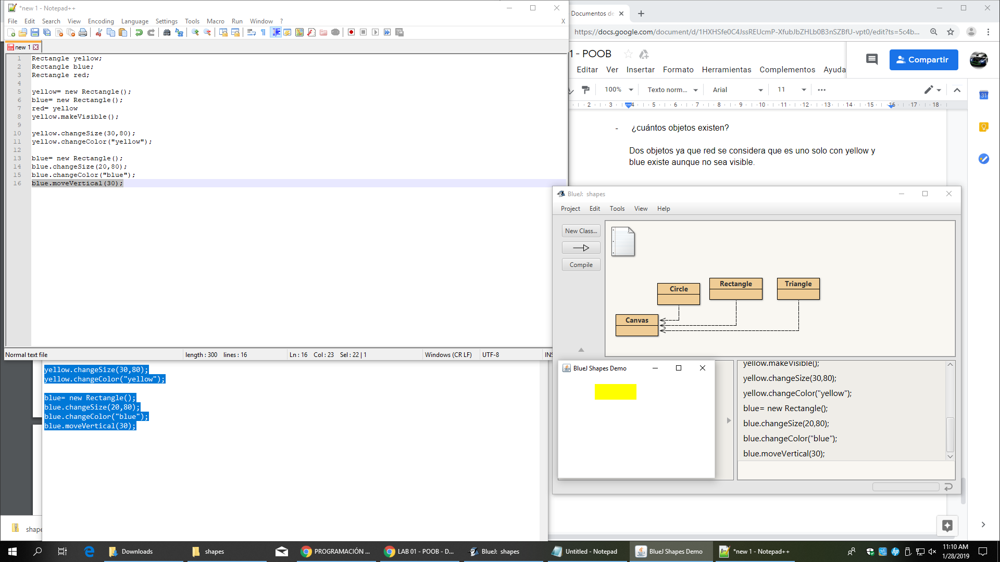 *new 1 - Notepad++
File Edit Search View Encoding Language Settings Tools Macro Run Window ? X
new 1
1 Rectangle yellow;
2 Rectangle blue;
3 Rectangle red;
4
5 yellow= new Rectangle();
6 blue= new Rectangle();
7 red= yellow
8 yellow.makeVisible();
9
10 yellow.changeSize(30,80);
11 yellow.changeColor("yellow");
12
13 blue= new Rectangle();
14 blue.changeSize(20,80);
15 blue.changeColor("blue");
16 blue.moveVertical(30);
Normal text file length : 300 lines : 16 Ln : 16 Col : 23 Sel : 22 | 1 Windows (CR LF) UTF-8 INS
yellow.changeSize(30,80);
yellow.changeColor("yellow");
blue= new Rectangle();
blue.changeSize(20,80);
blue.changeColor("blue");
blue.moveVertical(30);
shape
Documentos de
https://docs.google.com/document/d/1HXHSfe0C4JssREUcmP-XfubJbZHLb0B3nSZBfU-vpt0/edit?ts=5c4b...
1 - POOB
Editar Ver Insertar Formato Herramientas Complementos Ayuda
Compartir
100% Texto norm... Arial 11
2 3 4 5 6 7 8 9 10 11 12 13 14 15 16 17 18
31
- ¿cuántos objetos existen?
Dos objetos ya que red se considera que es uno solo con yellow y
blue existe aunque no sea visible.
BlueJ: shapes
Project Edit Tools View Help
New Class...
Compile
Circle
Rectangle
Triangle
Canvas
BlueJ Shapes Demo
yellow.makeVisible();
yellow.changeSize(30,80);
yellow.changeColor("yellow");
blue= new Rectangle();
blue.changeSize(20,80);
blue.changeColor("blue");
blue.moveVertical(30);
Downloads
shapes
PROGRAMACIÓN ...
LAB 01 - POOB - D...
BlueJ: shapes
Untitled - Notepad
BlueJ Shapes Demo
*new 1 - Notepad++
11:10 AM
1/28/2019